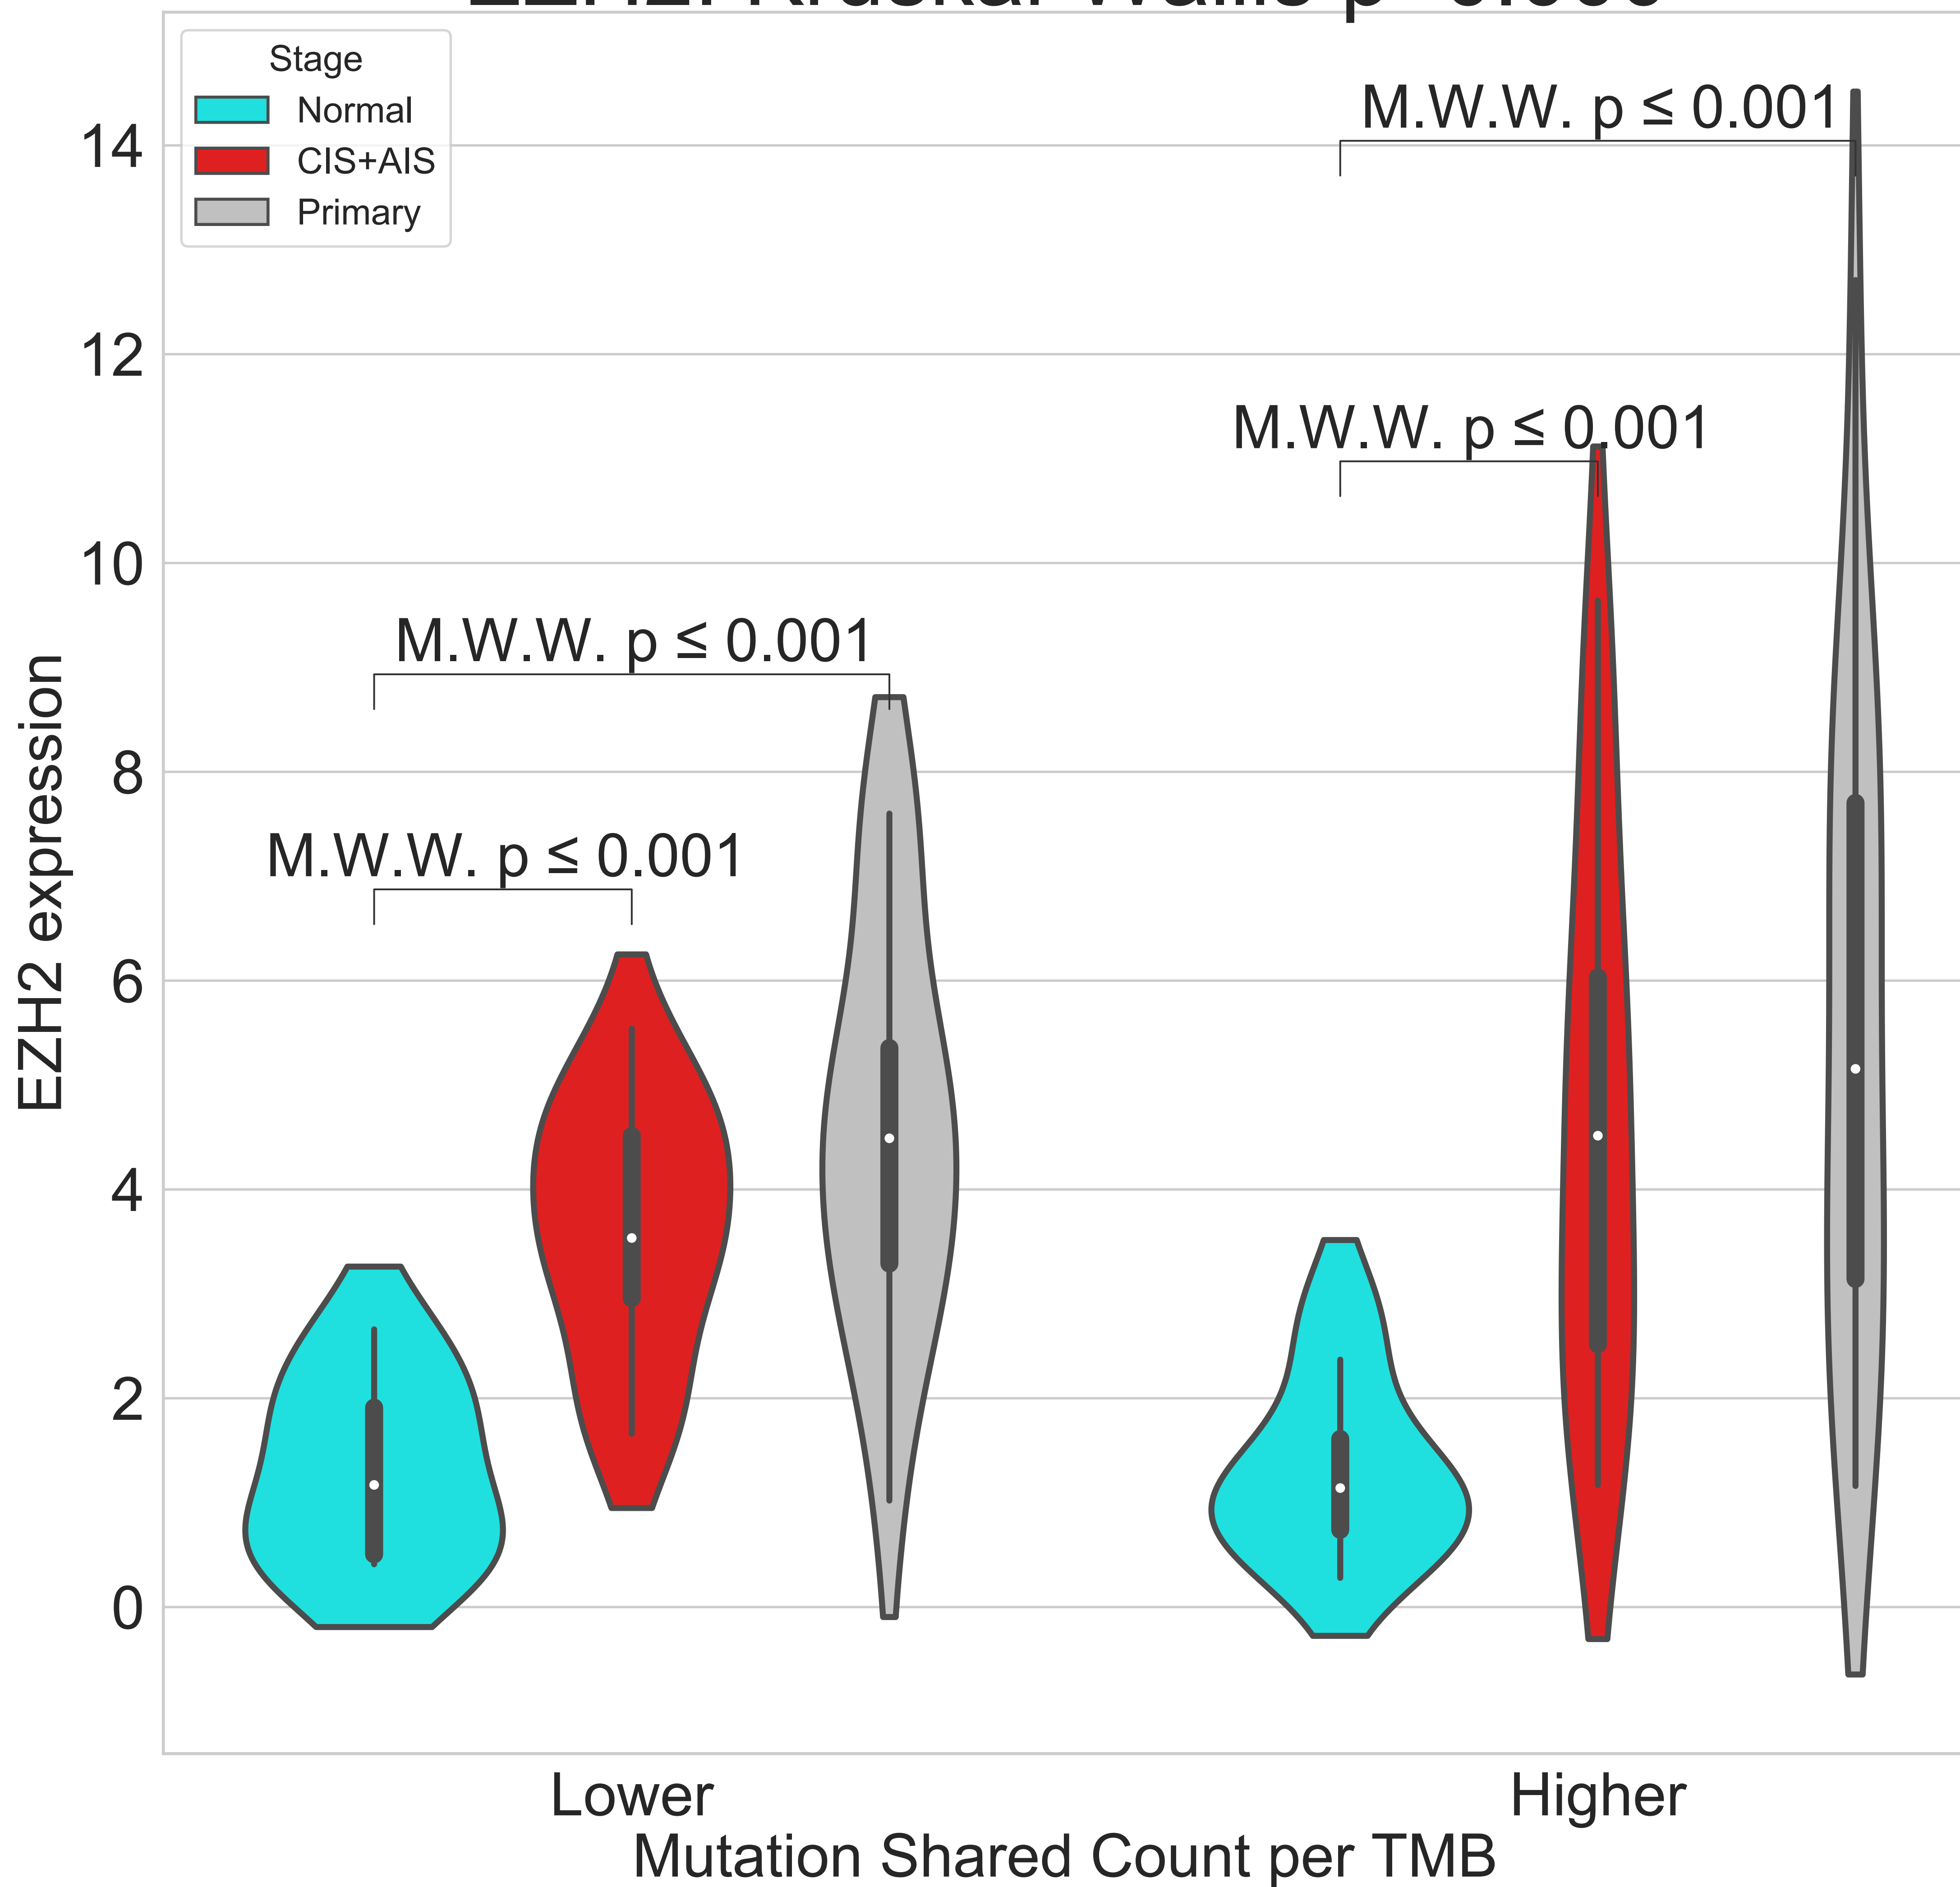 Stage
Normal
CIS+AIS
Primary
M.W.W. p ≤ 0.001
M.W.W. p ≤ 0.001
M.W.W. p ≤ 0.001
M.W.W. p ≤ 0.001
14
12
10
8
6
4
2
0
EZH2 expression
Lower
Higher
Mutation Shared Count per TMB